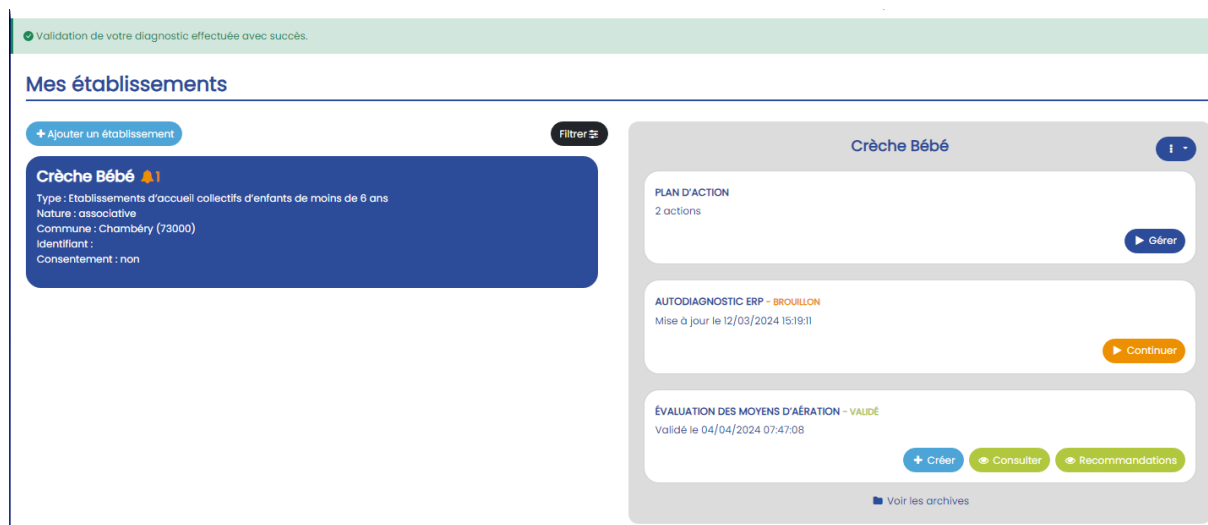 Validation de votre diagnostic effectuée avec succès.
Mes établissements
+ Ajouter un établissement
Filtrer
Crèche Bébé 1
Type : Etablissements d'accueil collectifs d'enfants de moins de 6 ans
Nature : associative
Commune : Chambéry (73000)
Identifiant :
Consentement : non
Crèche Bébé
PLAN D'ACTION
2 actions
Gérer
AUTODIAGNOSTIC ERP - BROUILLON
Mise à jour le 12/03/2024 15:19:11
Continuer
ÉVALUATION DES MOYENS D'AÉRATION - VALIDÉ
Validé le 04/04/2024 07:47:08
+ Créer Consulter Recommandations
Voir les archives